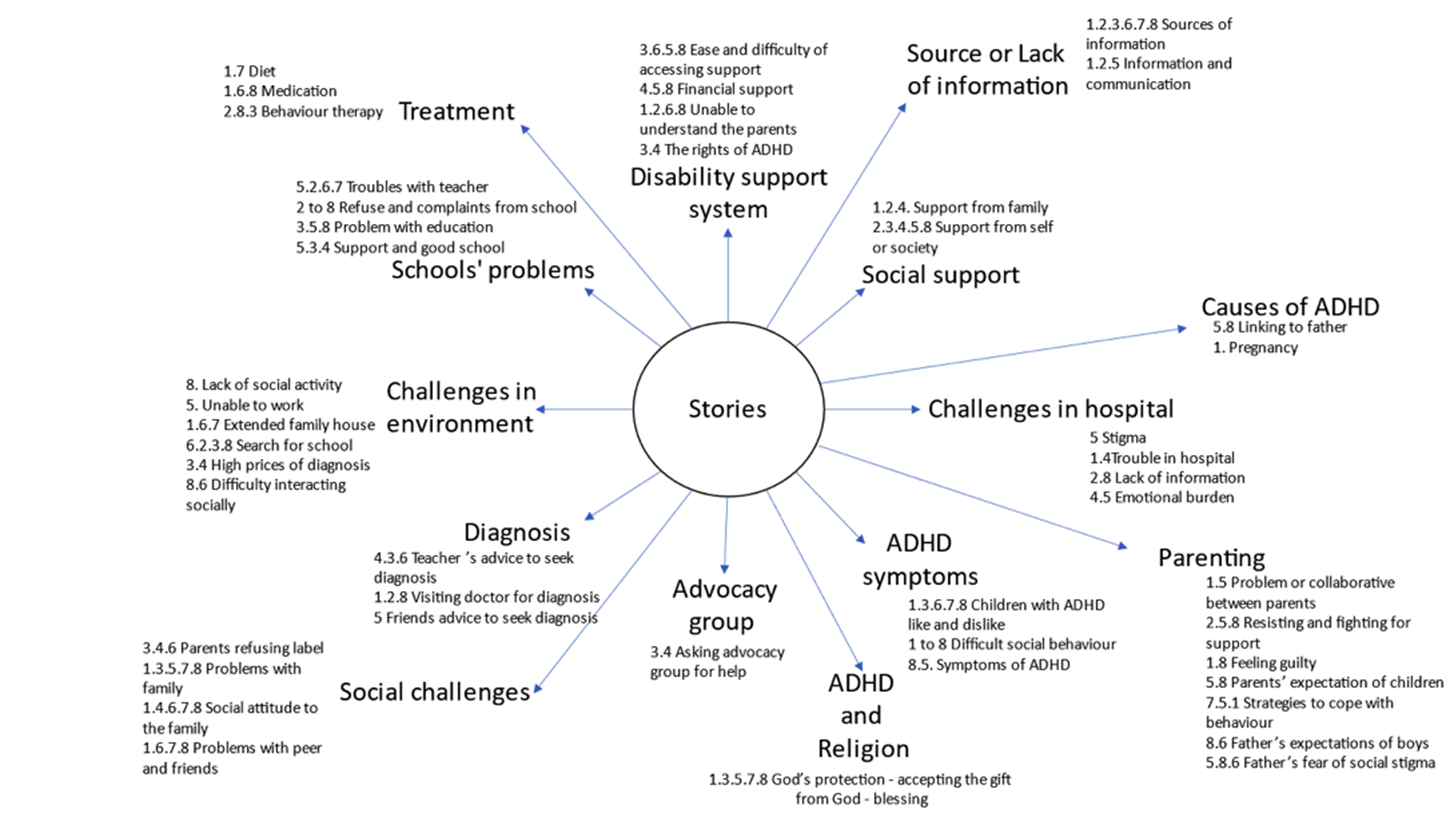 1.7 Diet
1.6.8 Medication
2.8.3 Behaviour therapy
Treatment
3.6.5.8 Ease and difficulty of
accessing support
4.5.8 Financial support
1.2.6.8 Unable to
understand the parents
3.4 The rights of ADHD
Disability support
system
Source or Lack
of information
1.2.3.6.7.8 Sources of
information
1.2.5 Information and
communication
5.2.6.7 Troubles with teacher
2 to 8 Refuse and complaints from school
3.5.8 Problem with education
5.3.4 Support and good school
Schools' problems
1.2.4. Support from family
2.3.4.5.8 Support from self
or society
Social support
Causes of ADHD
5.8 Linking to father
1. Pregnancy
8. Lack of social activity
5. Unable to work
1.6.7 Extended family house
6.2.3.8 Search for school
3.4 High prices of diagnosis
8.6 Difficulty interacting
socially
Challenges in
environment
Stories
Challenges in hospital
5 Stigma
1.4Trouble in hospital
2.8 Lack of information
4.5 Emotional burden
Diagnosis
4.3.6 Teacher ’s advice to seek
diagnosis
1.2.8 Visiting doctor for diagnosis
5 Friends advice to seek diagnosis
Advocacy
group
3.4 Asking advocacy
group for help
ADHD
symptoms
1.3.6.7.8 Children with ADHD
like and dislike
1 to 8 Difficult social behaviour
8.5. Symptoms of ADHD
Parenting
1.5 Problem or collaborative
between parents
2.5.8 Resisting and fighting for
support
1.8 Feeling guilty
5.8 Parents’ expectation of children
7.5.1 Strategies to cope with
behaviour
8.6 Father’s expectations of boys
5.8.6 Father’s fear of social stigma
3.4.6 Parents refusing label
1.3.5.7.8 Problems with
family
1.4.6.7.8 Social attitude to
the family
1.6.7.8 Problems with peer
and friends
Social challenges
ADHD
and
Religion
1.3.5.7.8 God’s protection - accepting the gift
from God - blessing